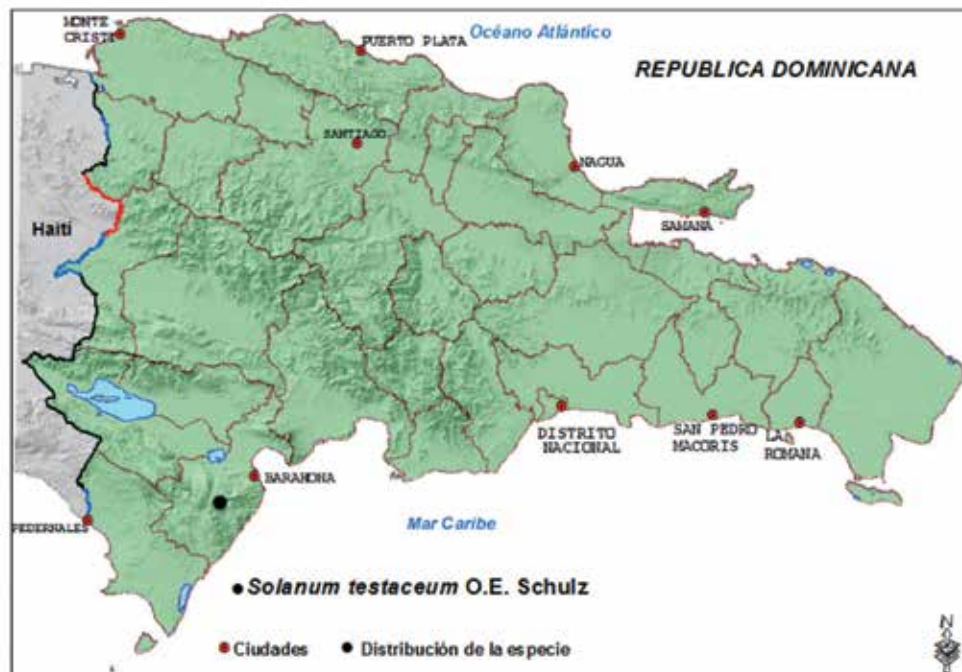 MONTE
CRISTI
PUERTO PLATA
Océano Atlántico
REPUBLICA DOMINICANA
SANTIAGO
NAGUA
SAMANA
Haití
DISTRITO
NACIONAL
SAN PEDRO
MACORIS
LA
ROMANA
BARAHONA
PEDERNALES
Mar Caribe
Solanum testaceum O.E. Schulz
Ciudades
Distribución de la especie
N